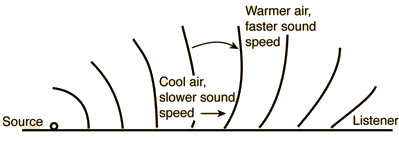 Warmer air,
faster sound
speed
Cool air,
slower sound
speed
Source
Listener